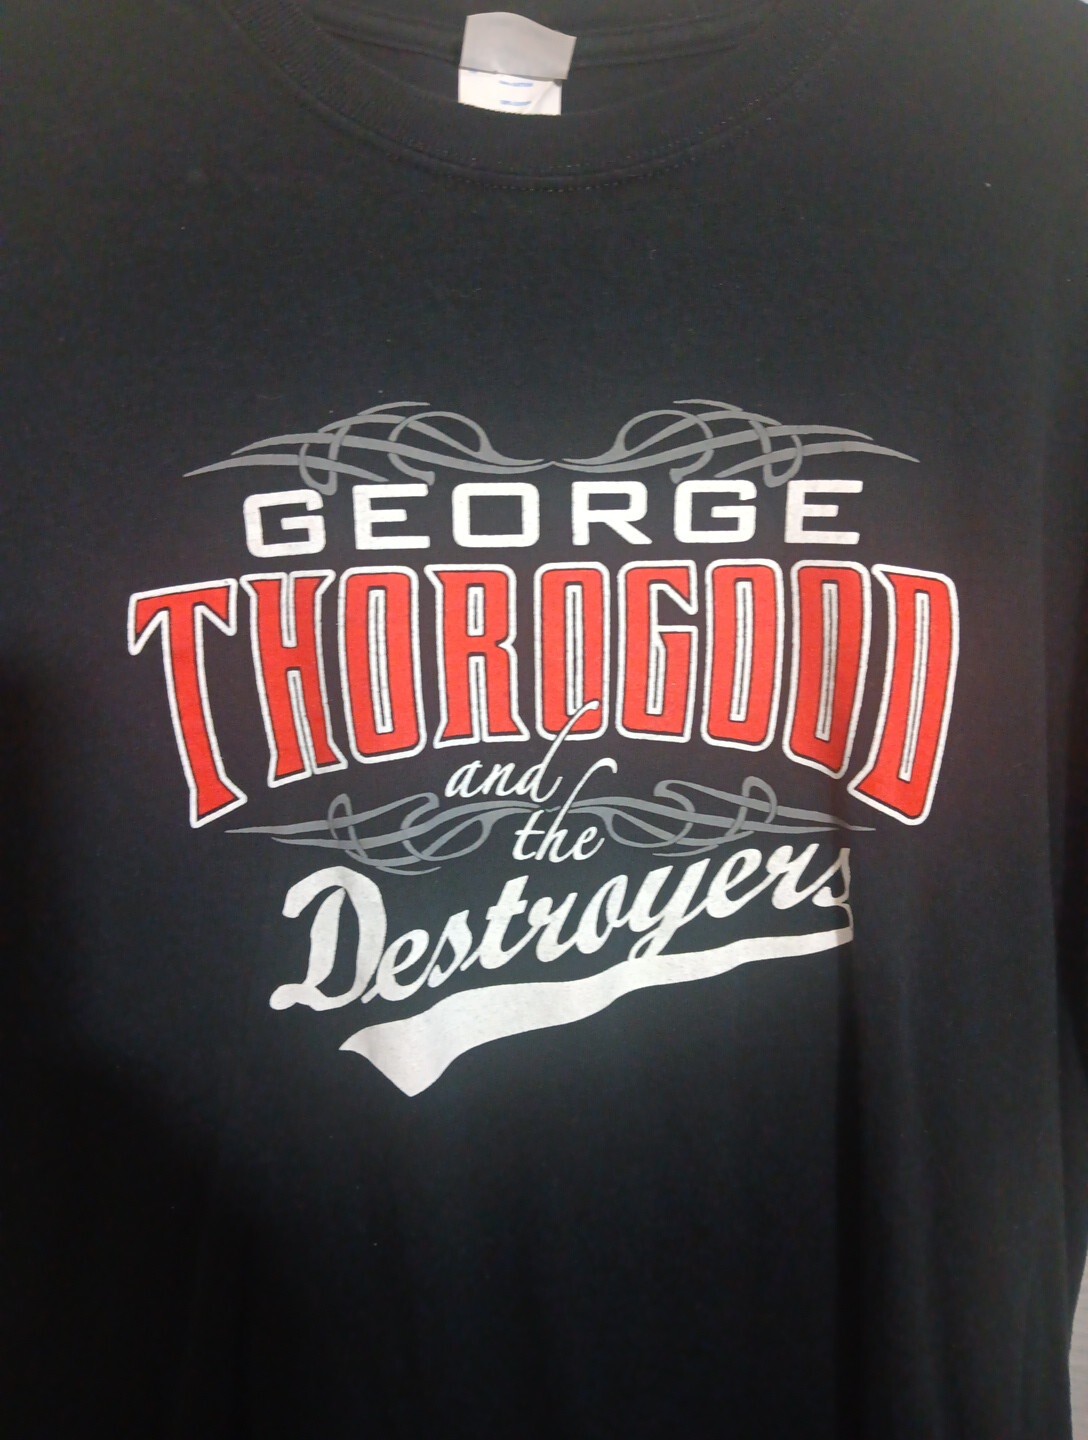 GEORGE
THOROGOOD
and
the
Destroyers